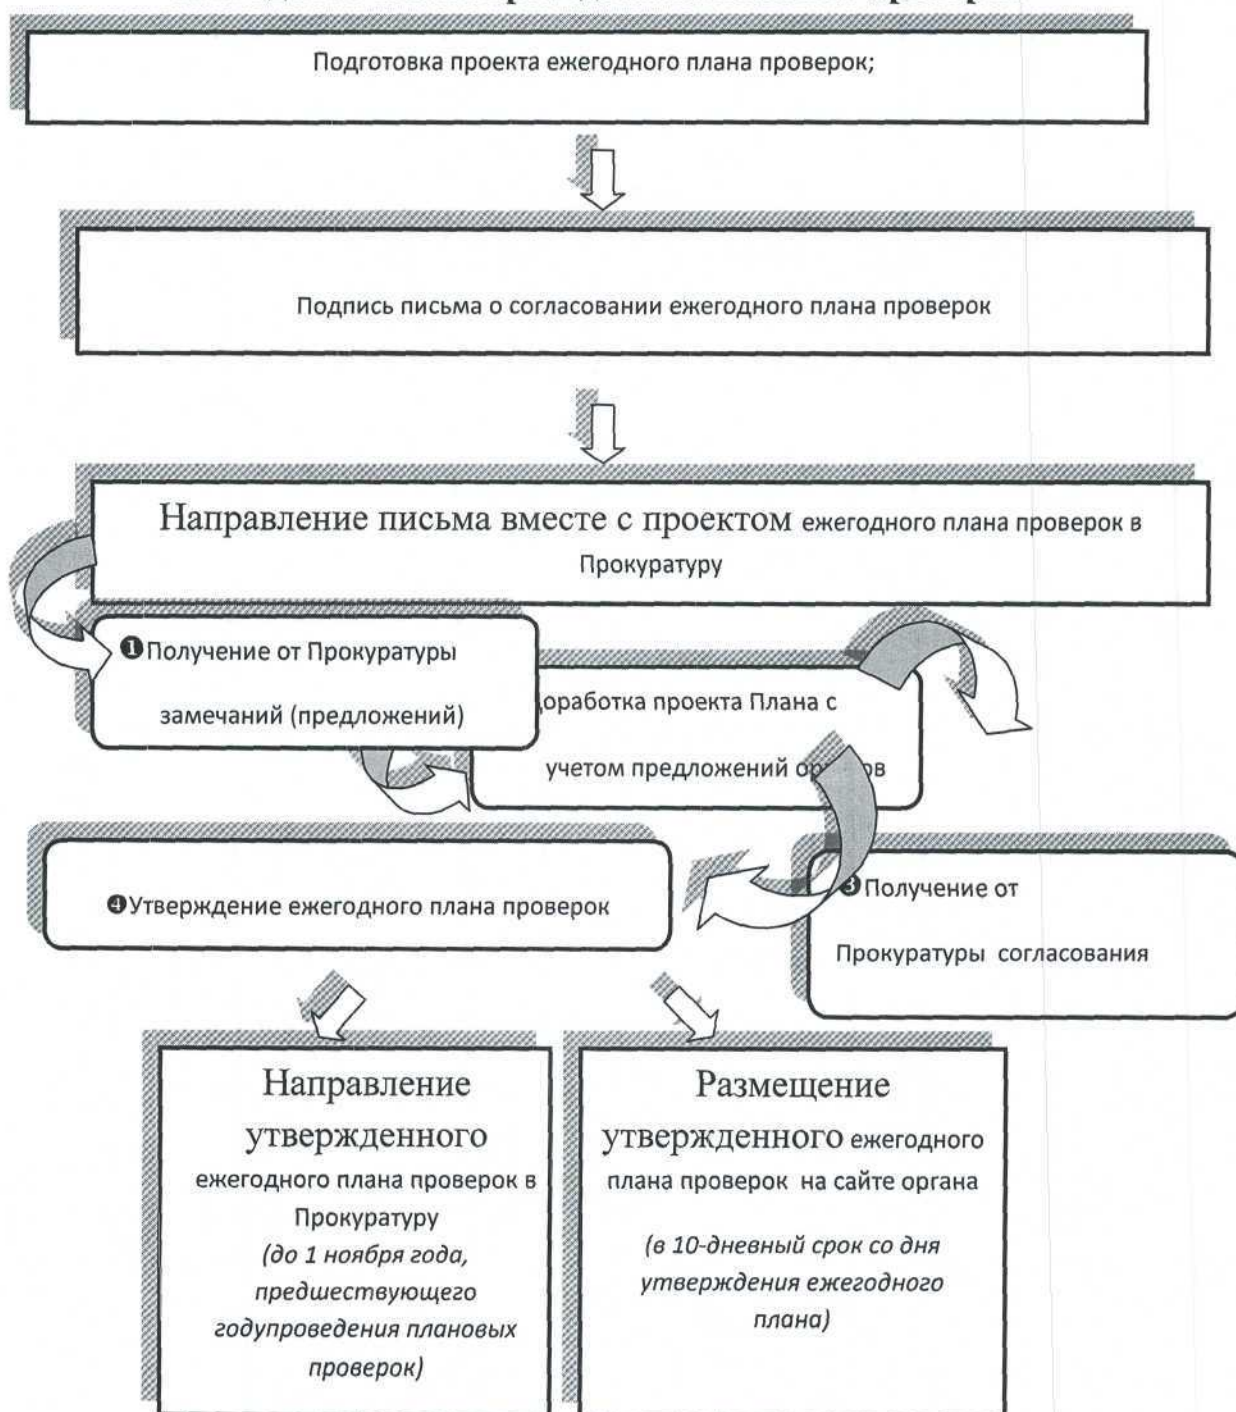 Подготовка проекта ежегодного плана проверок;
Подпись письма о согласовании ежегодного плана проверок
Направление письма вместе с проектом ежегодного плана проверок в
Прокуратуру
❶Получение от Прокуратуры
замечаний (предложений)
оработка проекта Плана с
учетом предложений
❸Получение от
Прокуратуры согласования
❹Утверждение ежегодного плана проверок
Направление
утвержденного
ежегодного плана проверок в
Прокуратуру
(до 1 ноября года,
предшествующего
годупроведения плановых
проверок)
Размещение
утвержденного ежегодного
плана проверок на сайте органа
(в 10-дневный срок со дня
утверждения ежегодного
плана)